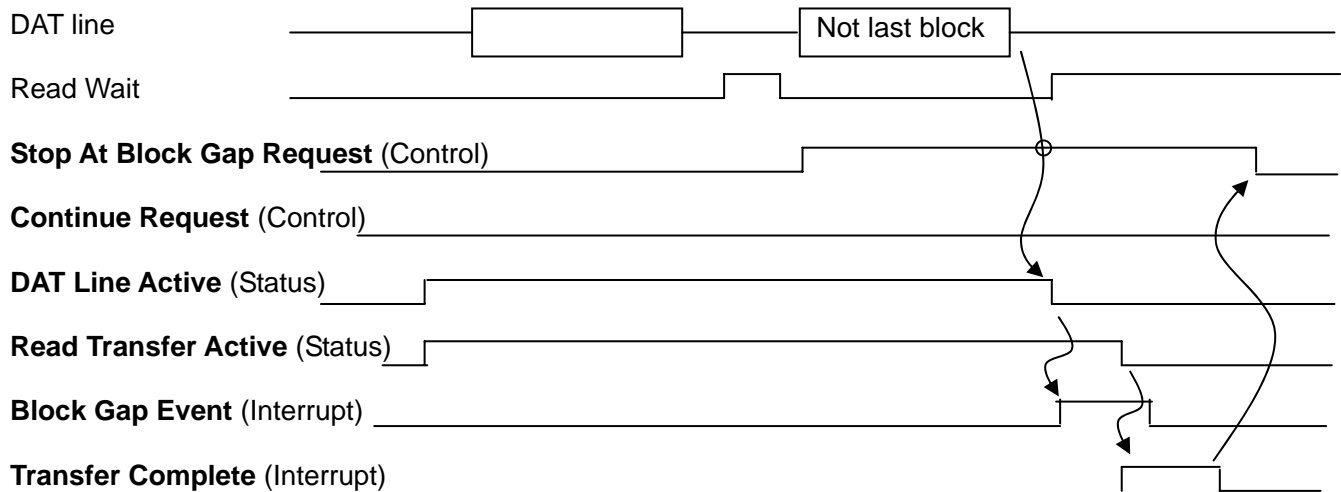 DAT line
Not last block
Read Wait
Stop At Block Gap Request (Control)
Continue Request (Control)
DAT Line Active (Status)
Read Transfer Active (Status)
Block Gap Event (Interrupt)
Transfer Complete (Interrupt)